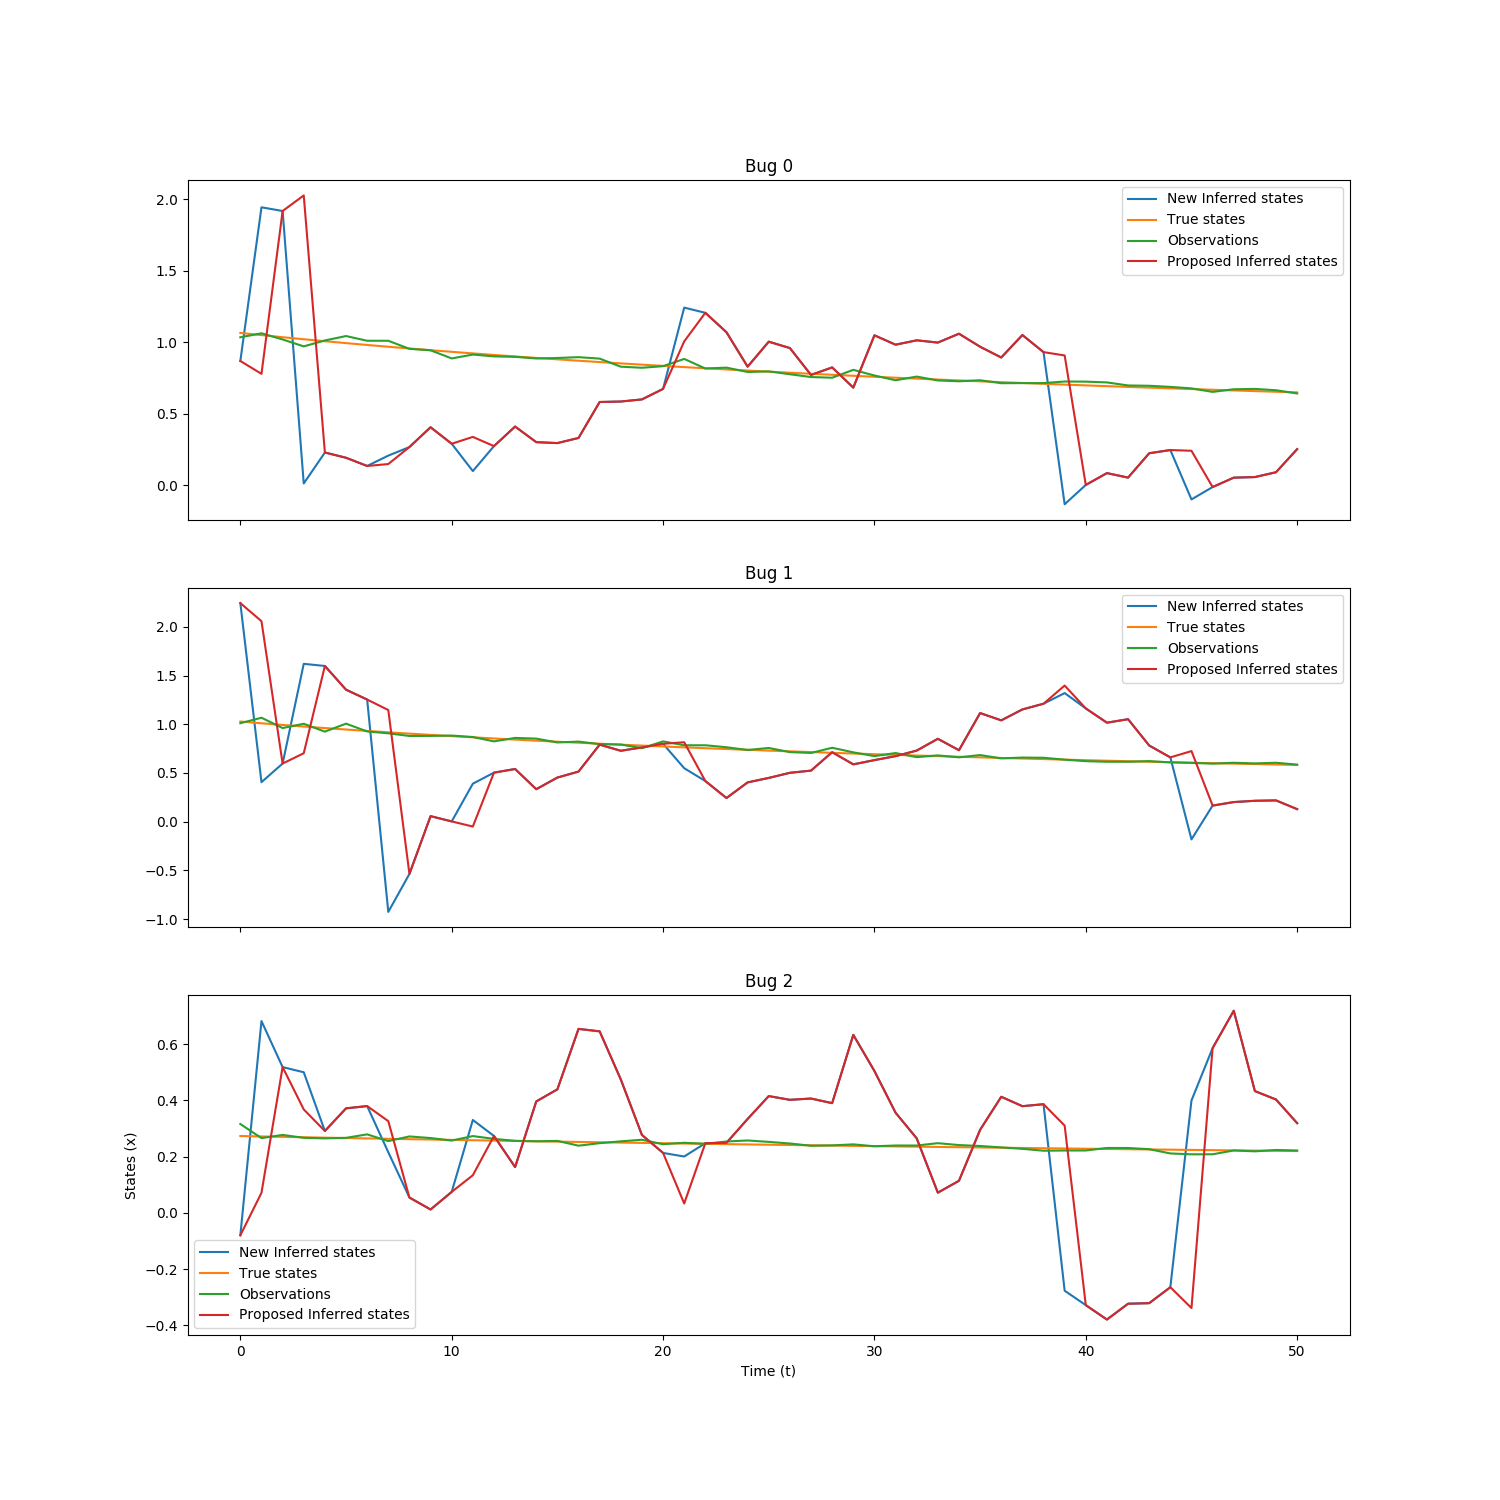 Bug 0
2.0
1.5
1.0
0.5
0.0
New Inferred states
True states
Observations
Proposed Inferred states
Bug 1
2.0
1.5
1.0
0.5
0.0
−0.5
−1.0
New Inferred states
True states
Observations
Proposed Inferred states
Bug 2
States (x)
0.6
0.4
0.2
0.0
−0.2
−0.4
New Inferred states
True states
Observations
Proposed Inferred states
0 10 20 30 40 50
Time (t)